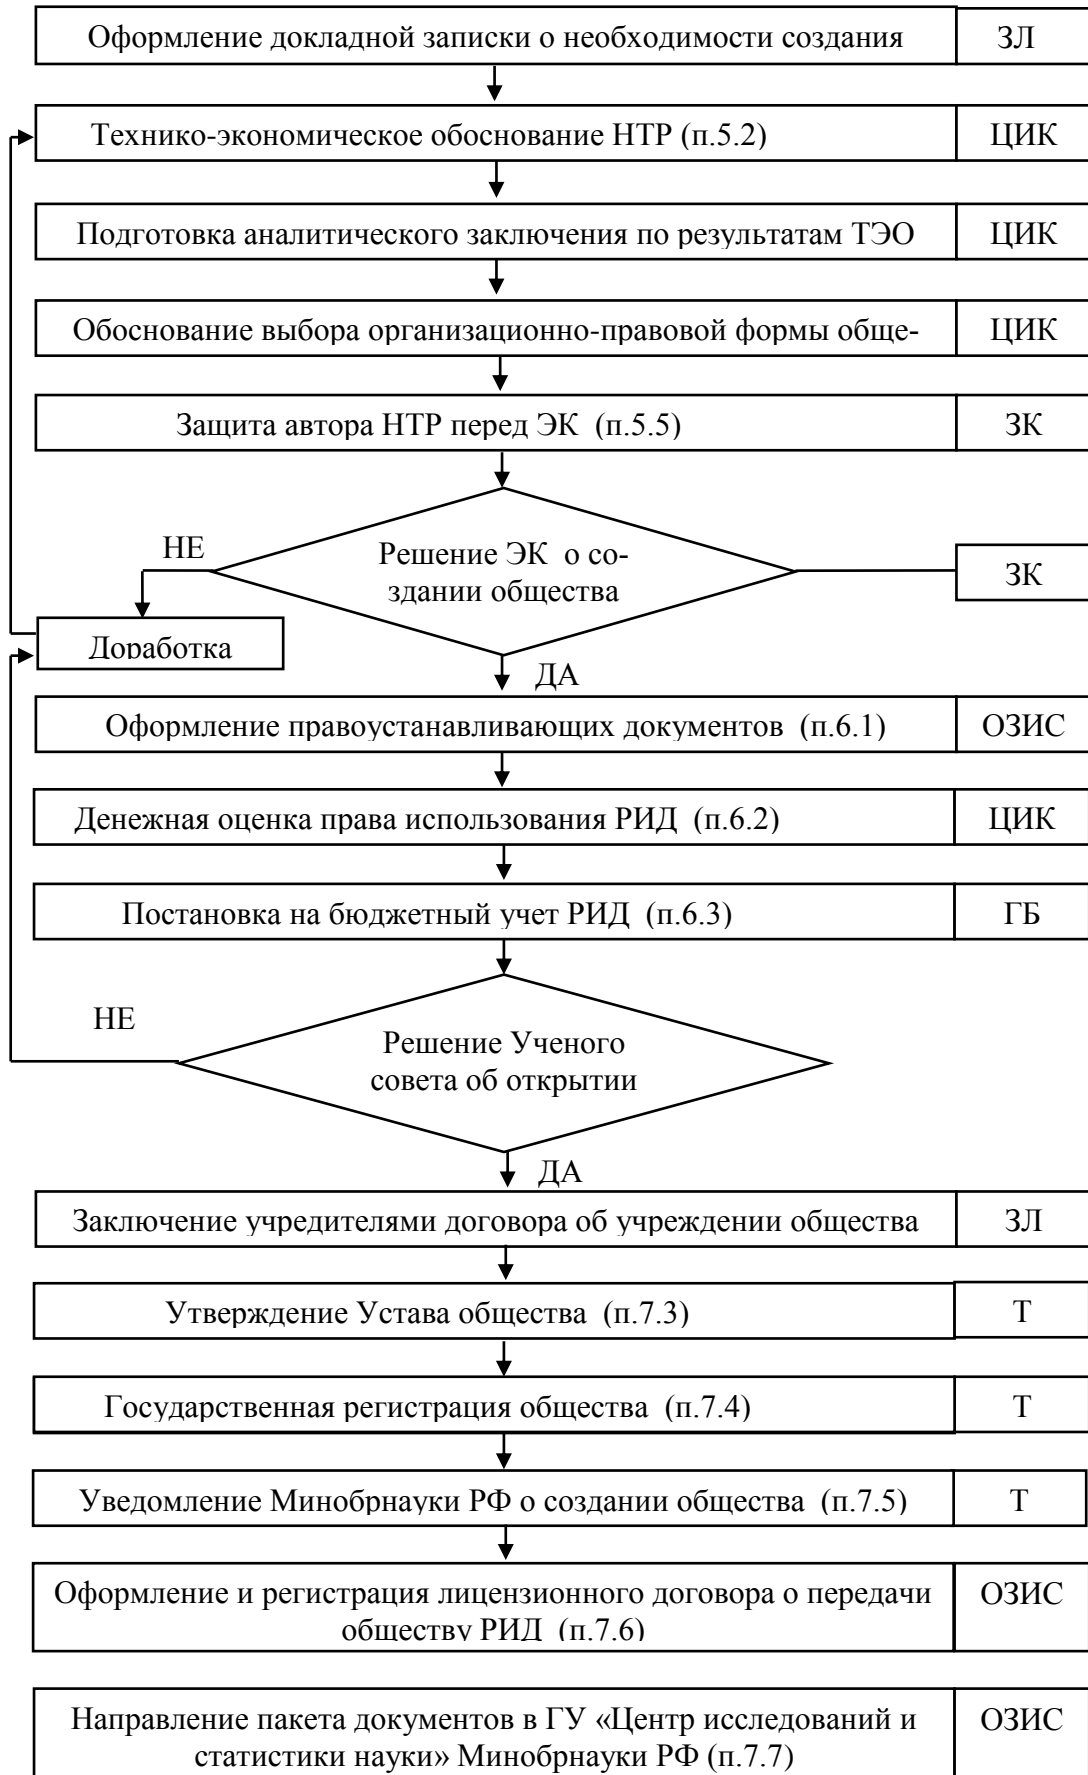 Оформление докладной записки о необходимости создания ЗЛ
Технико-экономическое обоснование НТР (п.5.2) ЦИК
Подготовка аналитического заключения по результатам ТЭО ЦИК
Обоснование выбора организационно-правовой формы обще- ЦИК
Защита автора НТР перед ЭК (п.5.5) ЗК
НЕ
Решение ЭК о со-
здании общества
ЗК
Доработка
ДА
Оформление правоустанавливающих документов (п.6.1) ОЗИС
Денежная оценка права использования РИД (п.6.2) ЦИК
Постановка на бюджетный учет РИД (п.6.3) ГБ
НЕ
Решение Ученого
совета об открытии
ДА
Заключение учредителями договора об учреждении общества ЗЛ
Утверждение Устава общества (п.7.3) Т
Государственная регистрация общества (п.7.4) Т
Уведомление Минобрнауки РФ о создании общества (п.7.5) Т
Оформление и регистрация лицензионного договора о передачи ОЗИС
обществу РИД (п.7.6)
Направление пакета документов в ГУ «Центр исследований и ОЗИС
статистики науки» Минобрнауки РФ (п.7.7)